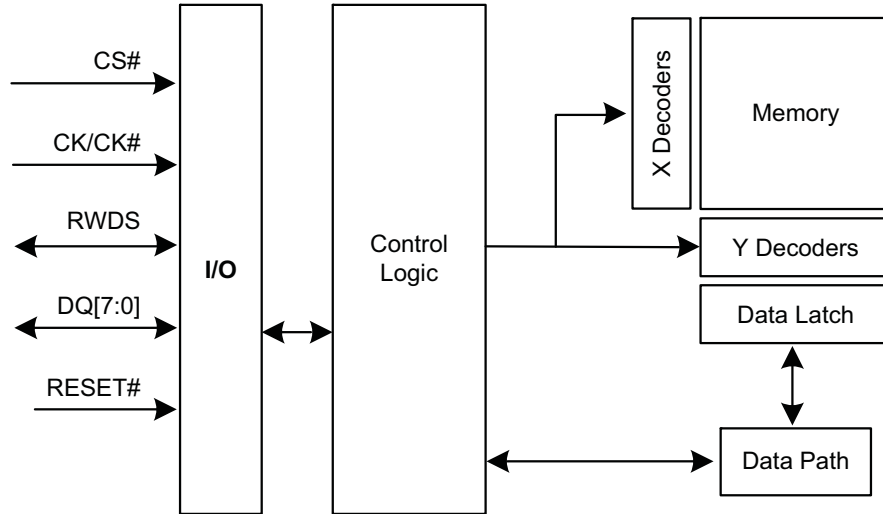 CS#
CK/CK#
RWDS
DQ[7:0]
RESET#
I/O
Control
Logic
X Decoders
Memory
Y Decoders
Data Latch
Data Path